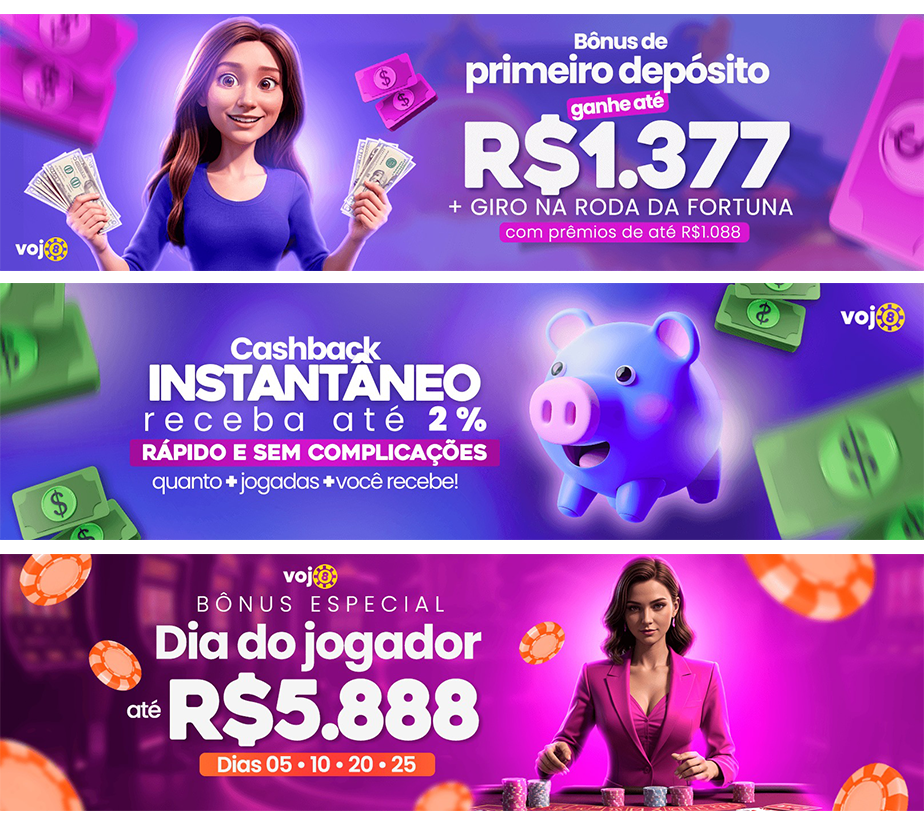 Bônus de
primeiro depósito
ganhe até
R$1.377
+ GIRO NA RODA DA FORTUNA
com prêmios de até R$1.088
voj8
voj8
Cashback
INSTANTÂNEO
receba até 2%
RÁPIDO E SEM COMPLICAÇÕES
quanto + jogadas + você recebe!
voj8
BÔNUS ESPECIAL
Dia do jogador
até R$5.888
Dias 05 • 10 • 20 • 25